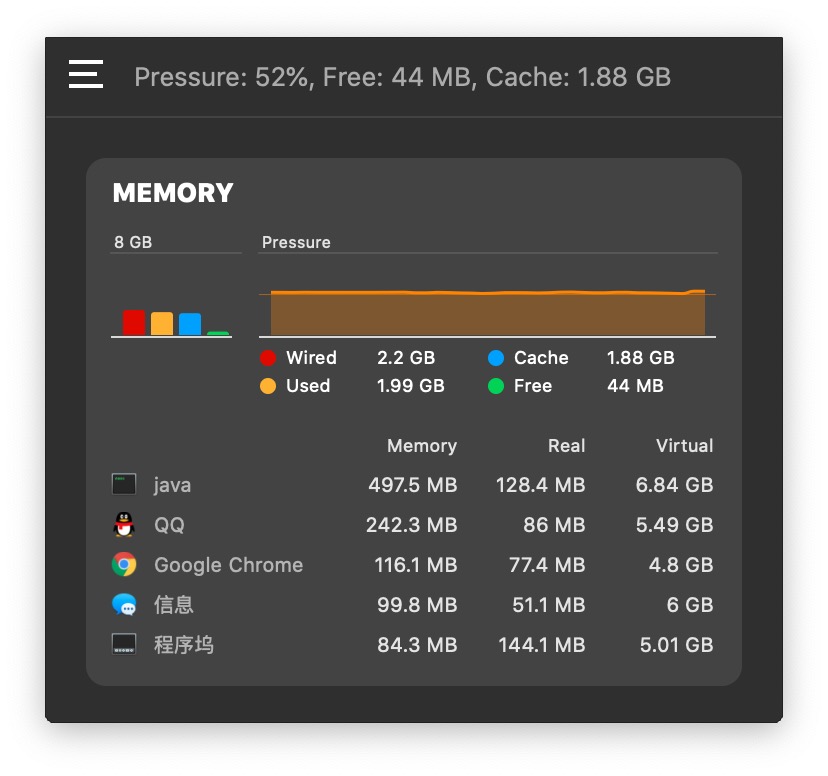 Pressure: 52%, Free: 44 MB, Cache: 1.88 GB
MEMORY
8 GB Pressure
Wired 2.2 GB Cache 1.88 GB
Used 1.99 GB Free 44 MB
Memory Real Virtual
java 497.5 MB 128.4 MB 6.84 GB
QQ 242.3 MB 86 MB 5.49 GB
Google Chrome 116.1 MB 77.4 MB 4.8 GB
信息 99.8 MB 51.1 MB 6 GB
程序坞 84.3 MB 144.1 MB 5.01 GB